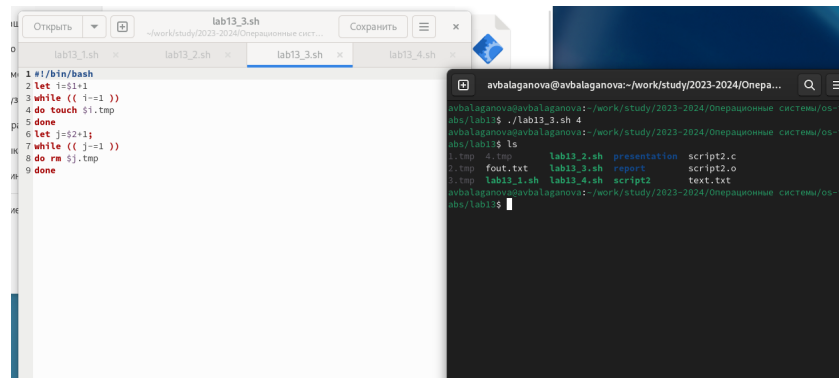 Открыть
lab13_3.sh
~/work/study/2023-2024/Операционные сист...
Сохранить
lab13_1.sh × lab13_2.sh × lab13_3.sh × lab13_4.sh ×
1 #!/bin/bash
2 let i=$1+1
3 while (( i-=1 ))
4 do touch $i.tmp
5 done
6 let j=$2+1;
7 while (( j-=1 ))
8 do rm $j.tmp
9 done
avbalaganova@avbalaganova:~/work/study/2023-2024/Опера...
avbalaganova@avbalaganova:~/work/study/2023-2024/Операционные системы/os-
abs/lab13$ ./lab13_3.sh 4
avbalaganova@avbalaganova:~/work/study/2023-2024/Операционные системы/os-
abs/lab13$ ls
1.tmp 4.tmp lab13_2.sh presentation script2.c
2.tmp fout.txt lab13_3.sh report script2.o
3.tmp lab13_1.sh lab13_4.sh script2 text.txt
avbalaganova@avbalaganova:~/work/study/2023-2024/Операционные системы/os-
abs/lab13$